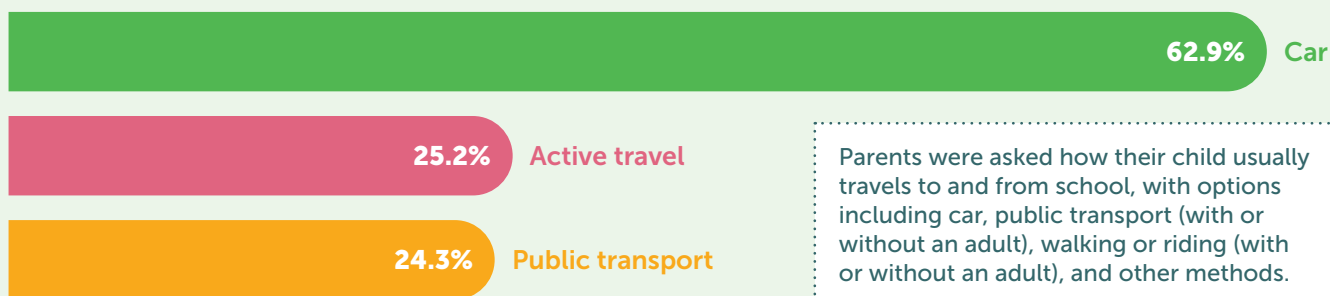 62.9% Car
25.2% Active travel
24.3% Public transport
Parents were asked how their child usually
travels to and from school, with options
including car, public transport (with or
without an adult), walking or riding (with
or without an adult), and other methods.